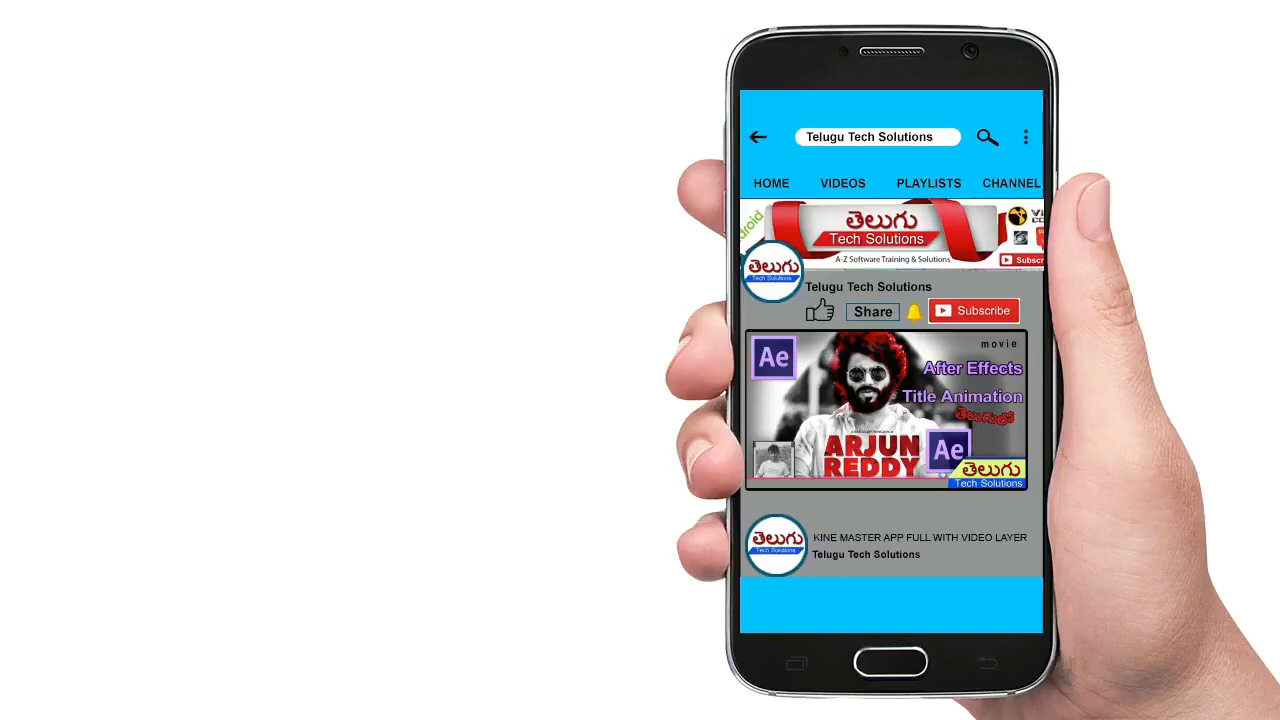 Telugu Tech Solutions
HOME VIDEOS PLAYLISTS CHANNEL
తెలుగు
Tech Solutions
A-Z Software Training & Solutions
Subscr
తెలుగు
Tech Solutions
Telugu Tech Solutions
Share Subscribe
Ae
movie
After Effects
Title Animation
తెలుగులో
ARJUN
REDDY
Ae
తెలుగు
Tech Solutions
తెలుగు
Tech Solutions
KINE MASTER APP FULL WITH VIDEO LAYER
Telugu Tech Solutions